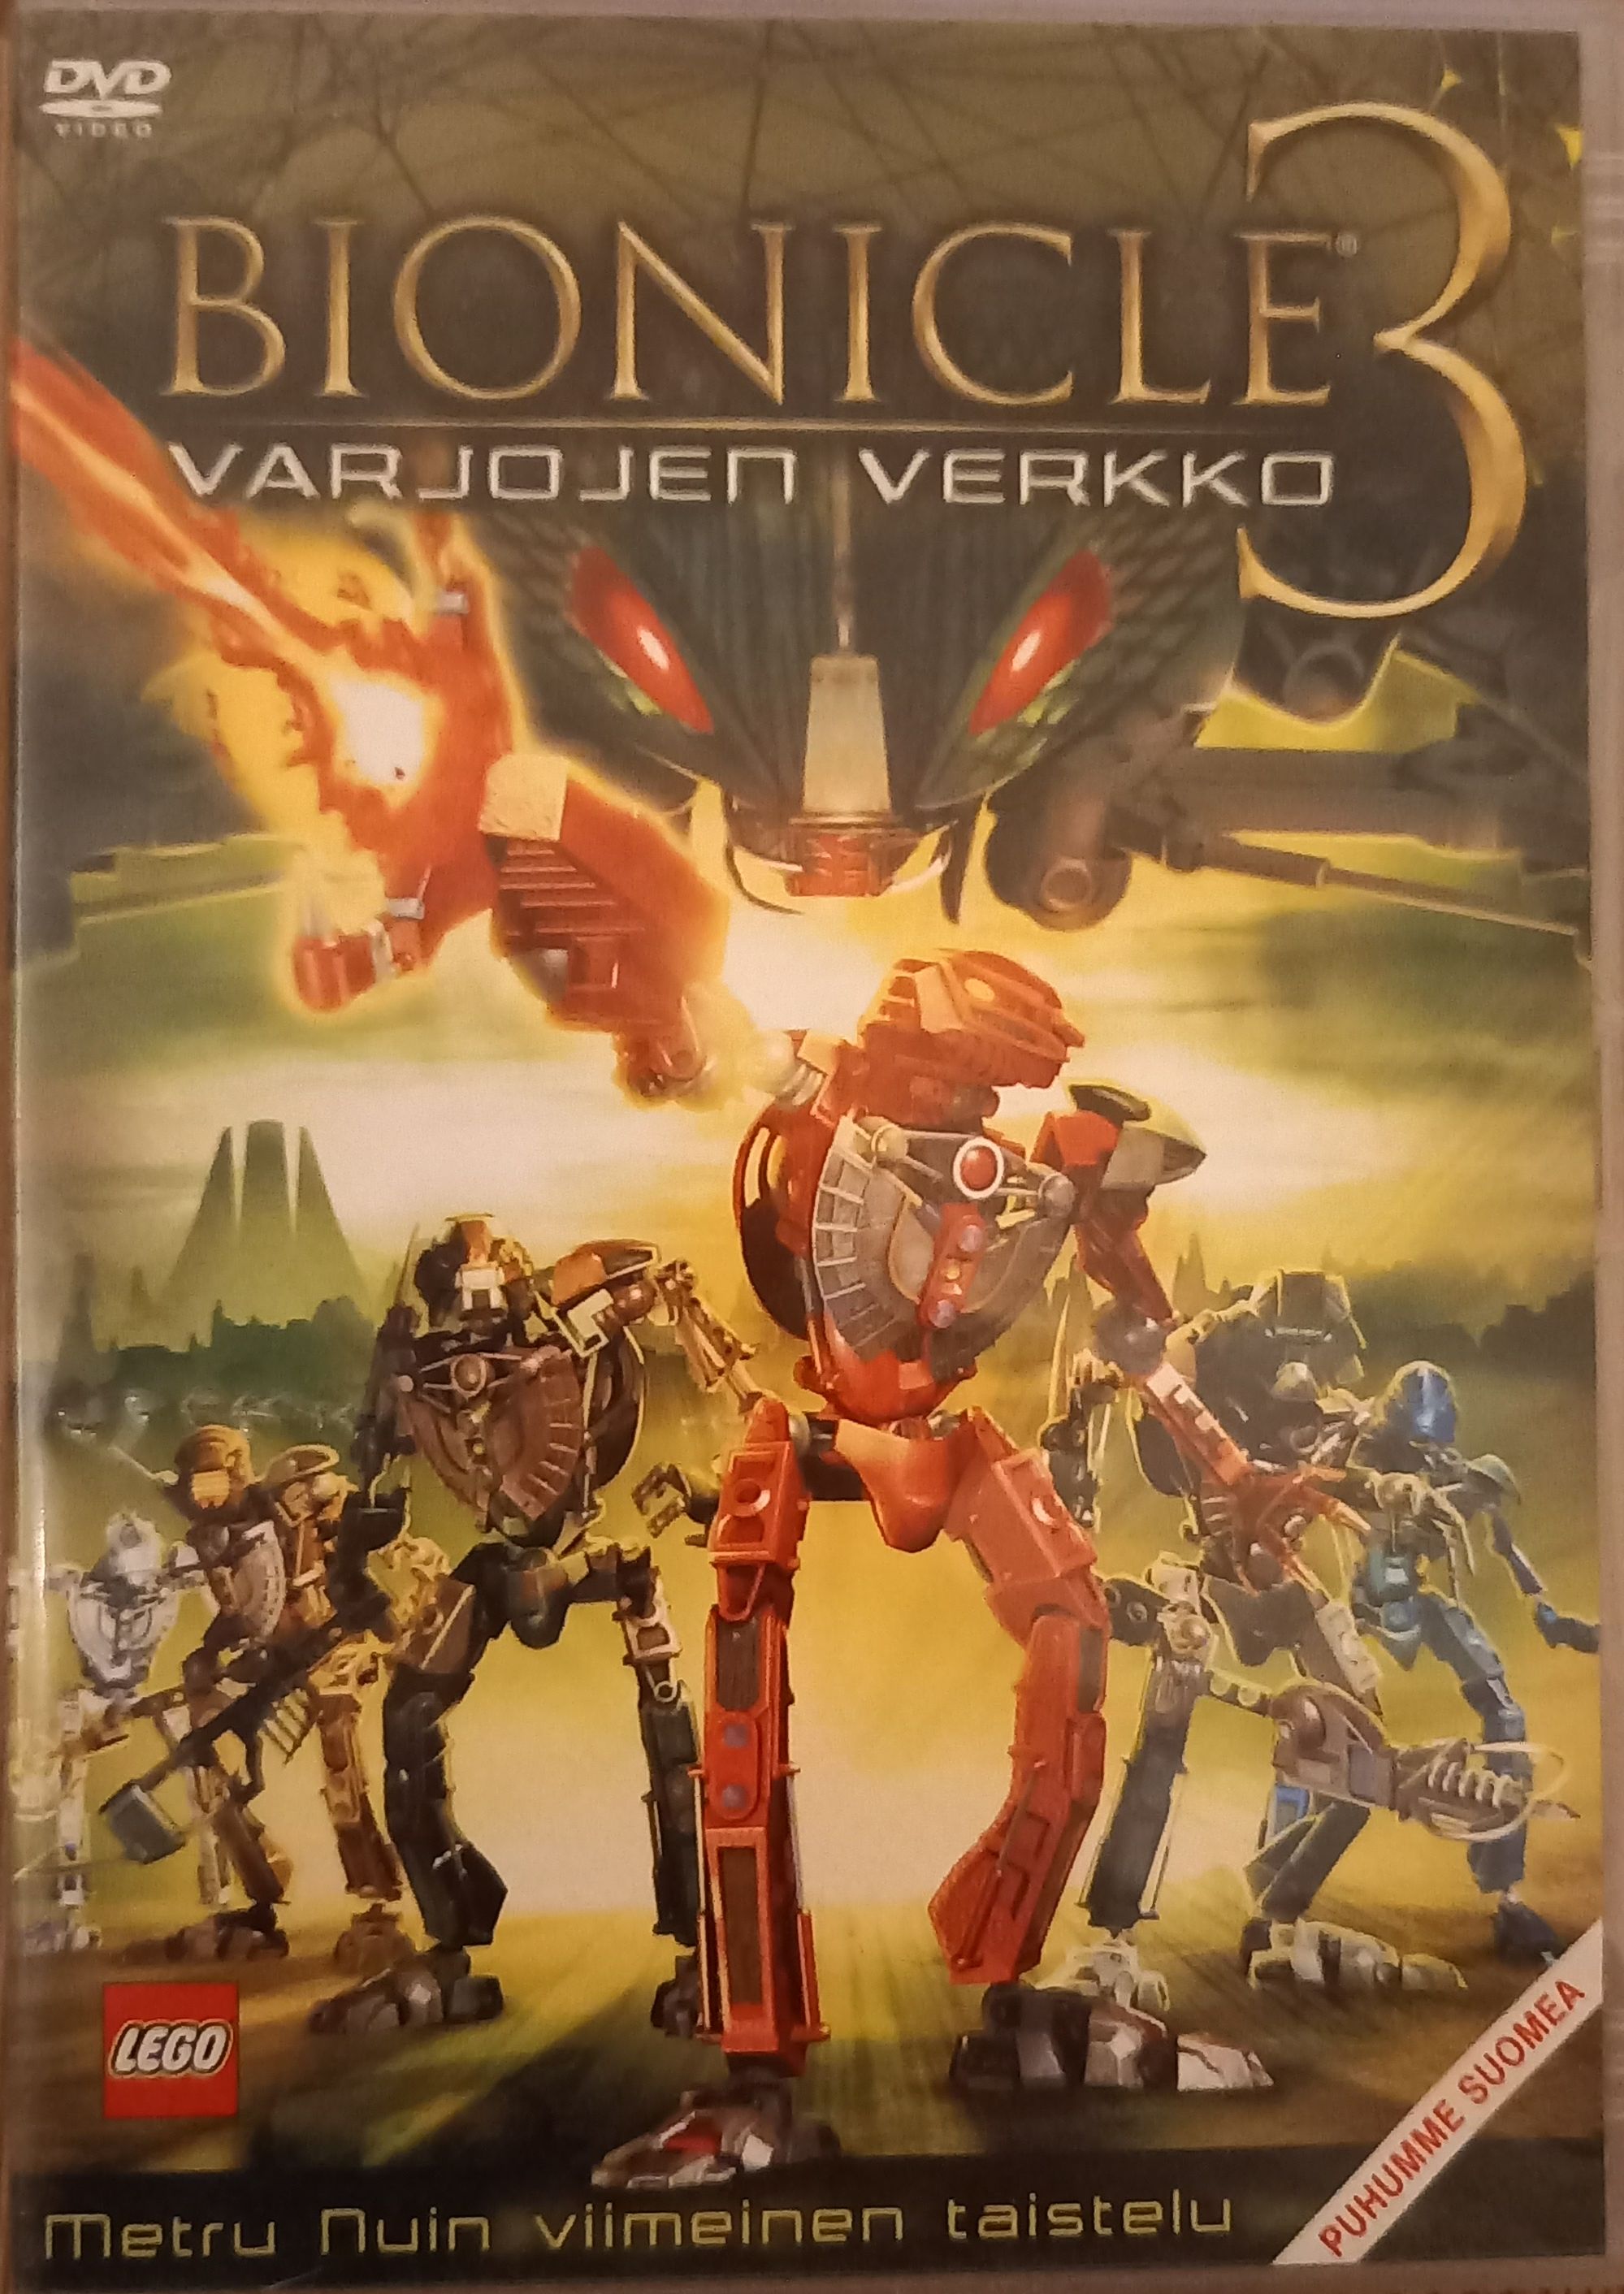 DVD
VIDEO
BIONICLE® 3
VARJOJEN VERKKO
LEGO
PUHUMME SUOMEA
Metru Nuin viimeinen taistelu